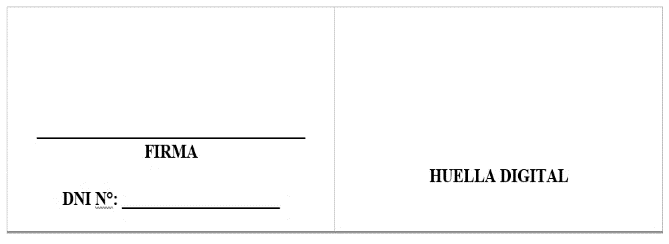 FIRMA
DNI N°:
HUELLA DIGITAL